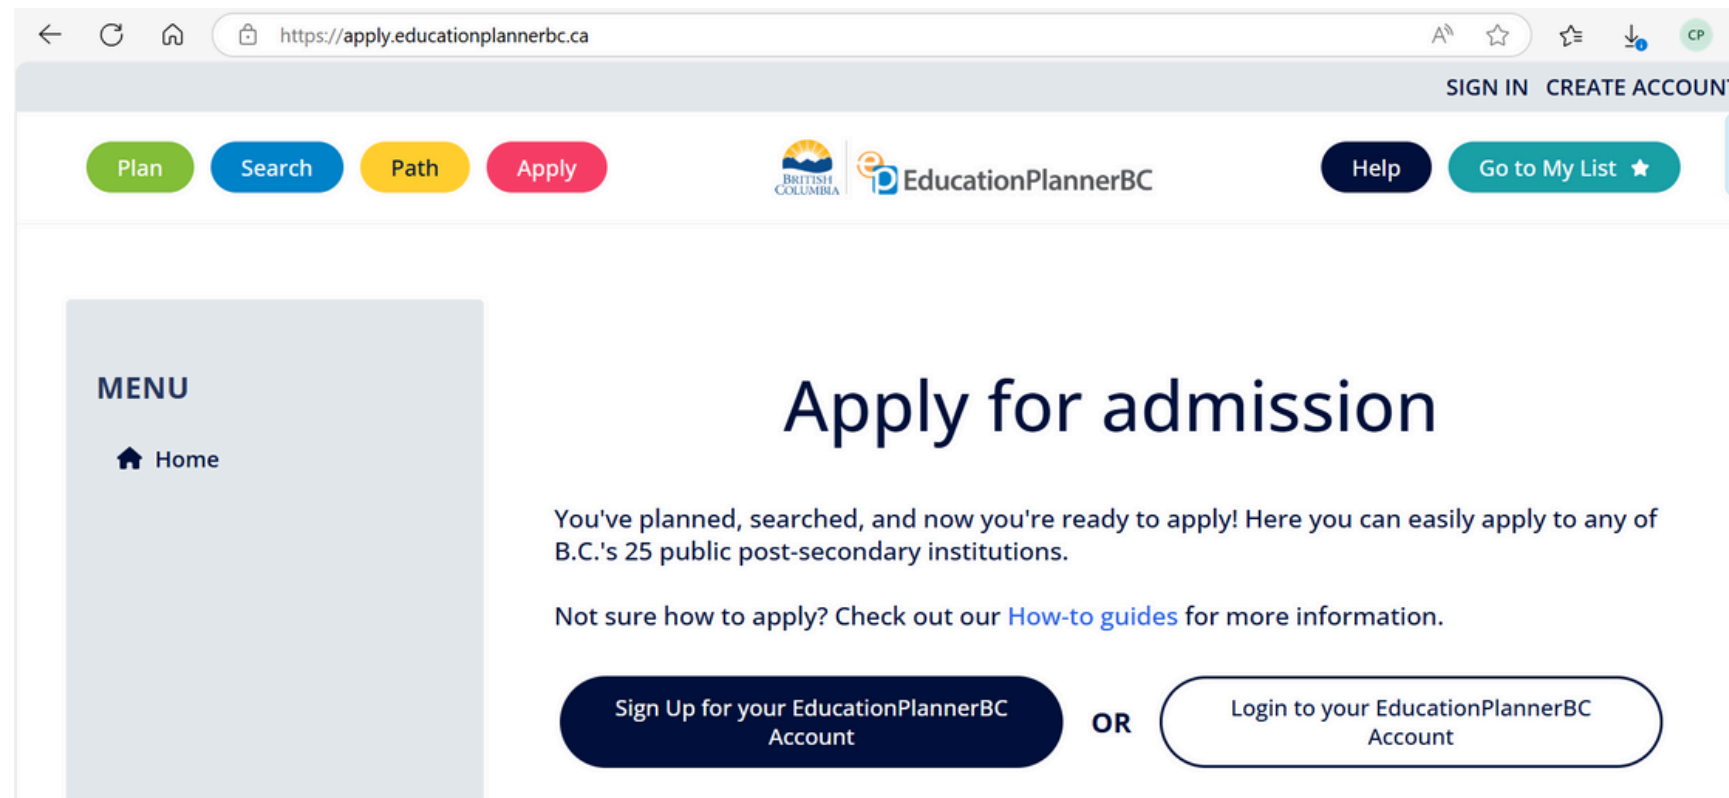 https://apply.educationplannerbc.ca
CP
SIGN IN CREATE ACCOUNT
Plan Search Path Apply
BRITISH
COLUMBIA
EducationPlannerBC
Help Go to My List
MENU
Home
Apply for admission
You've planned, searched, and now you're ready to apply! Here you can easily apply to any of
B.C.'s 25 public post-secondary institutions.
Not sure how to apply? Check out our How-to guides for more information.
Sign Up for your EducationPlannerBC
Account
OR
Login to your EducationPlannerBC
Account